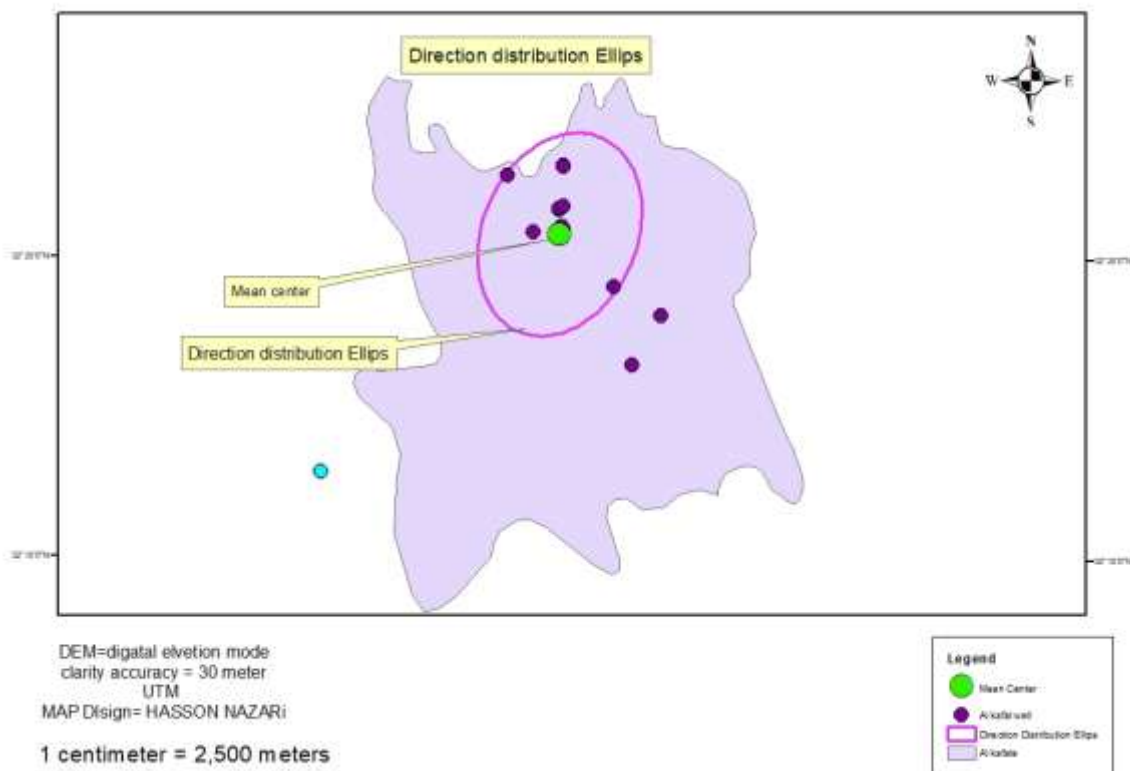 Direction distribution Ellips
N
W
E
S
Mean center
Direction distribution Ellips
DEM=digatal elvetion mode
clarity accuracy = 30 meter
UTM
MAP DIsign= HASSON NAZARi
1 centimeter = 2,500 meters
Legend
Mean Center
Direction Distribution Ellips